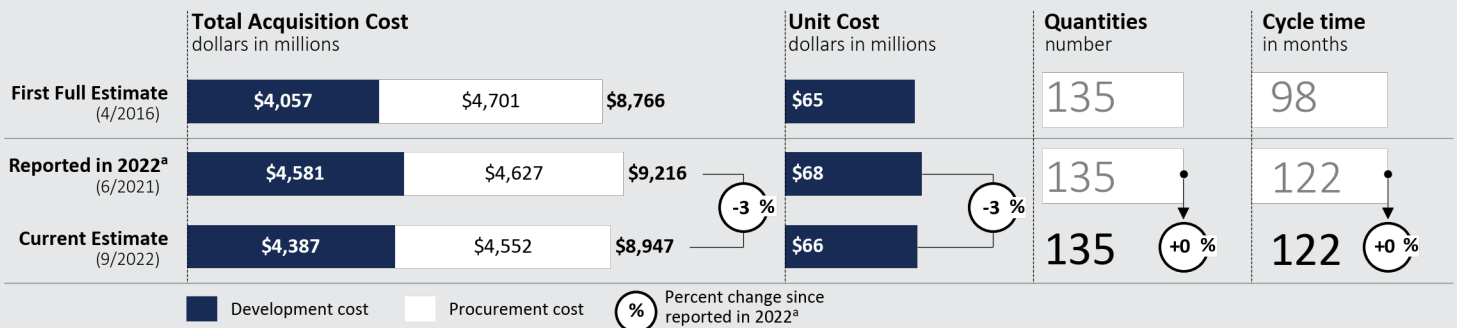 Total Acquisition Cost
dollars in millions
Unit Cost
dollars in millions
Quantities
number
Cycle time
in months
First Full Estimate
(4/2016)
$4,057
$4,701
$8,766
$65
135
98
Reported in 2022ᵃ
(6/2021)
$4,581
$4,627
$9,216
$68
135
122
-3 %
-3 %
Current Estimate
(9/2022)
$4,387
$4,552
$8,947
$66
135
+0 %
122
+0 %
Development cost
Procurement cost
%
Percent change since
reported in 2022ᵃ